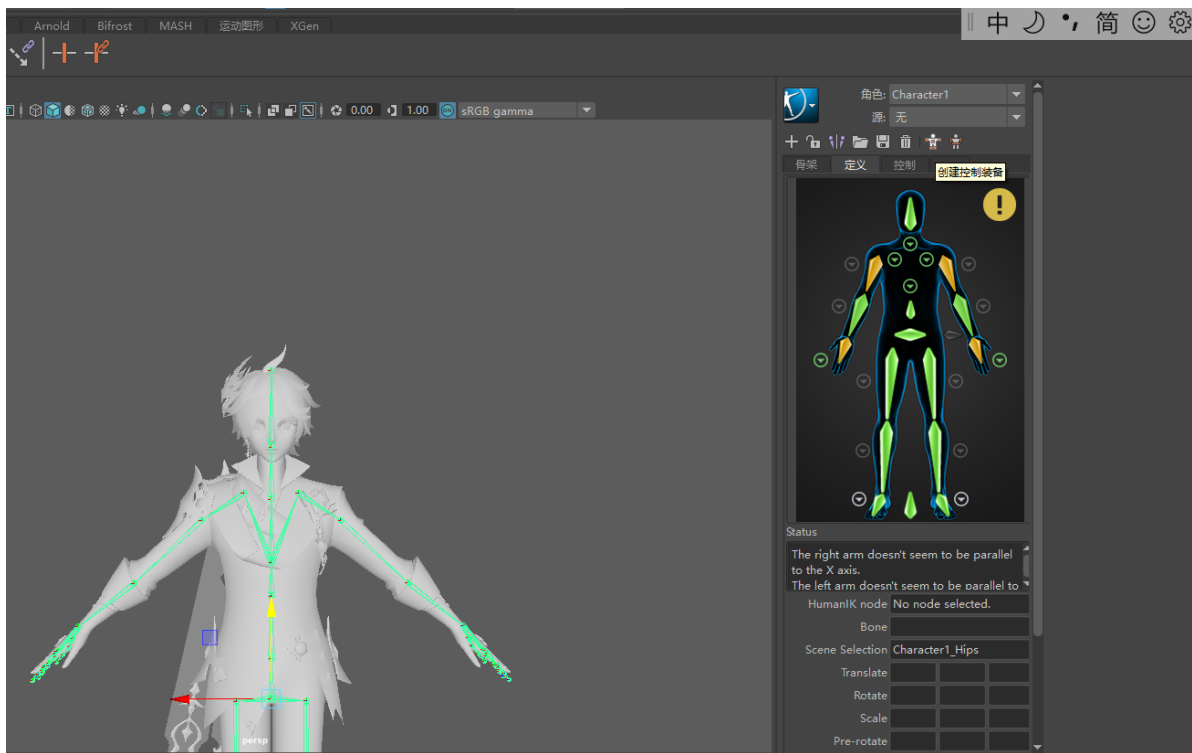 Arnold Bifrost MASH 运动图形 XGen
中 简
0.00 1.00 sRGB gamma
角色: Character1
源: 无
骨架 定义 控制
创建控制装备
Status
The right arm doesn't seem to be parallel
to the X axis.
The left arm doesn't seem to be parallel to
HumanIK node No node selected.
Bone
Scene Selection Character1_Hips
Translate
Rotate
Scale
Pre-rotate
persp